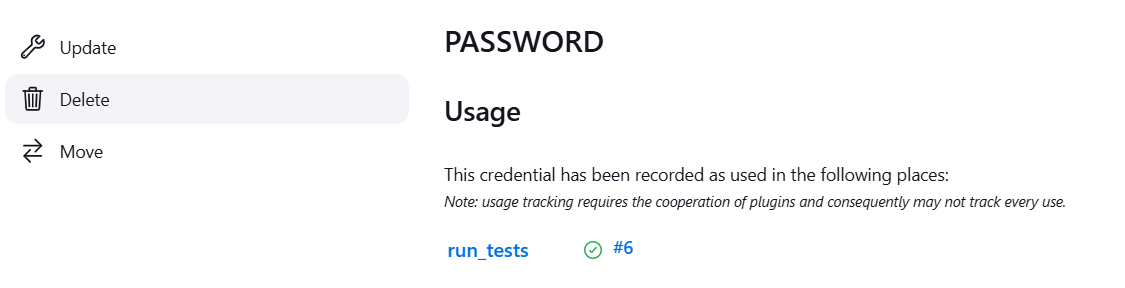 Update
Delete
Move
PASSWORD
Usage
This credential has been recorded as used in the following places:
Note: usage tracking requires the cooperation of plugins and consequently may not track every use.
run_tests #6